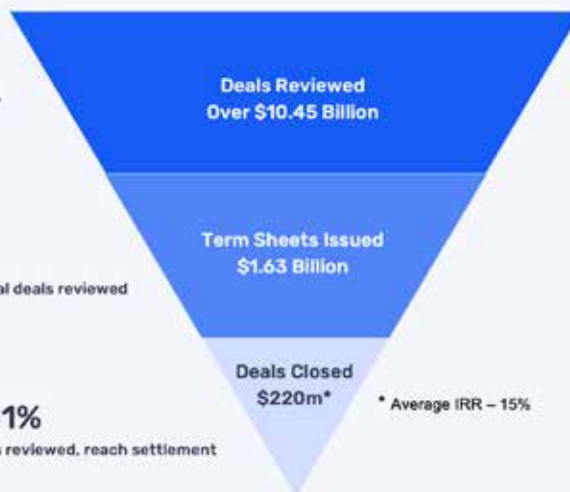 Deals Reviewed
Over $10.45 Billion
Term Sheets Issued
$1.63 Billion
deals reviewed
Deals Closed
$220m*
* Average IRR – 15%
1%
reviewed, reach settlement